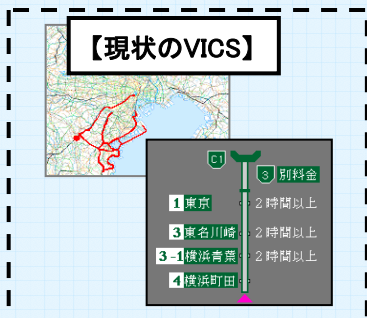 【現状のVICS】
C1
3 別料金
1 東京 2時間以上
3 東名川崎 2時間以上
3-1 横浜青葉 2時間以上
4 横浜町田